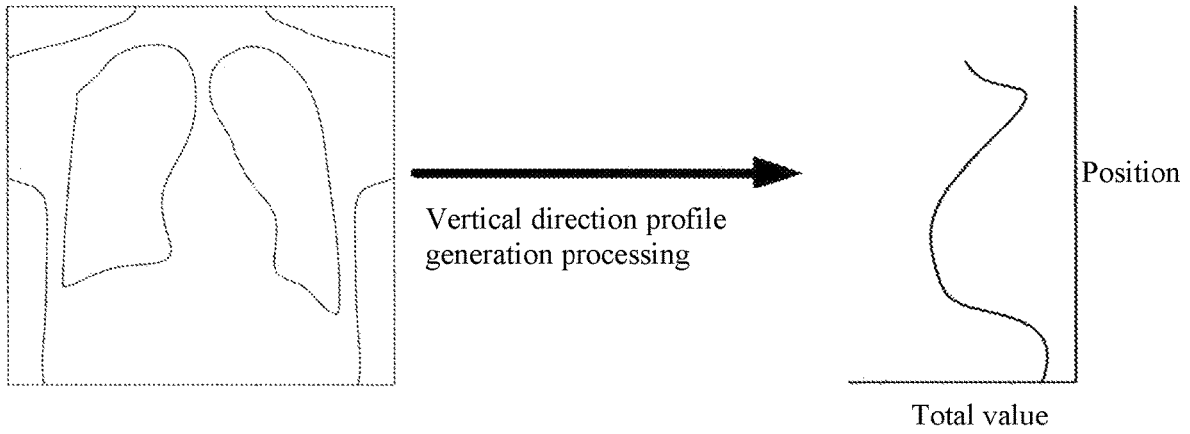 Position
Vertical direction profile
generation processing
Total value